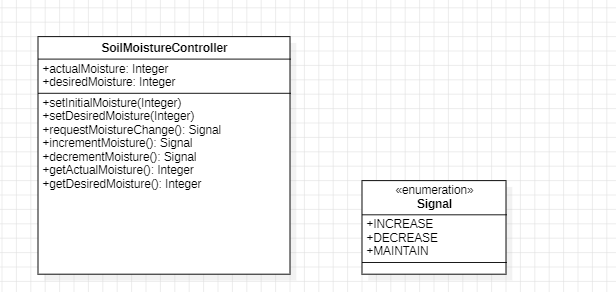 SoilMoistureController
+actualMoisture: Integer
+desiredMoisture: Integer
+setInitialMoisture(Integer)
+setDesiredMoisture(Integer)
+requestMoistureChange(): Signal
+incrementMoisture(): Signal
+decrementMoisture(): Signal
+getActualMoisture(): Integer
+getDesiredMoisture(): Integer
«enumeration»
Signal
+INCREASE
+DECREASE
+MAINTAIN